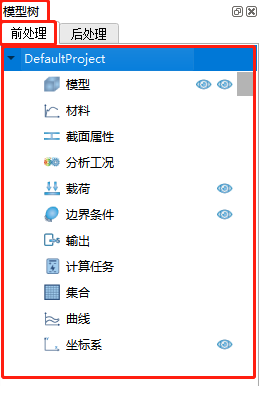 模型树
前处理 后处理
DefaultProject
模型
材料
截面属性
分析工况
载荷
边界条件
输出
计算任务
集合
曲线
坐标系